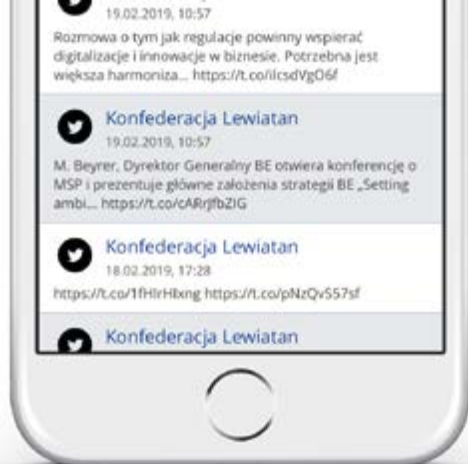 19.02.2019, 10:57
Rozmowa o tym jak regulacje powinny wspierać
digitalizacje i innowacje w biznesie. Potrzebna jest
większa harmoniza... https://t.co/ilcsdVgO6f
Konfederacja Lewiatan
19.02.2019, 10:57
M. Beyrer, Dyrektor Generalny BE otwiera konferencję o
MSP i prezentuje główne założenia strategii BE „Setting
ambi... https://t.co/cARrJfbZIG
Konfederacja Lewiatan
18.02.2019, 17:28
https://t.co/1fHIrHlxng https://t.co/pNzQvS57sf
Konfederacja Lewiatan